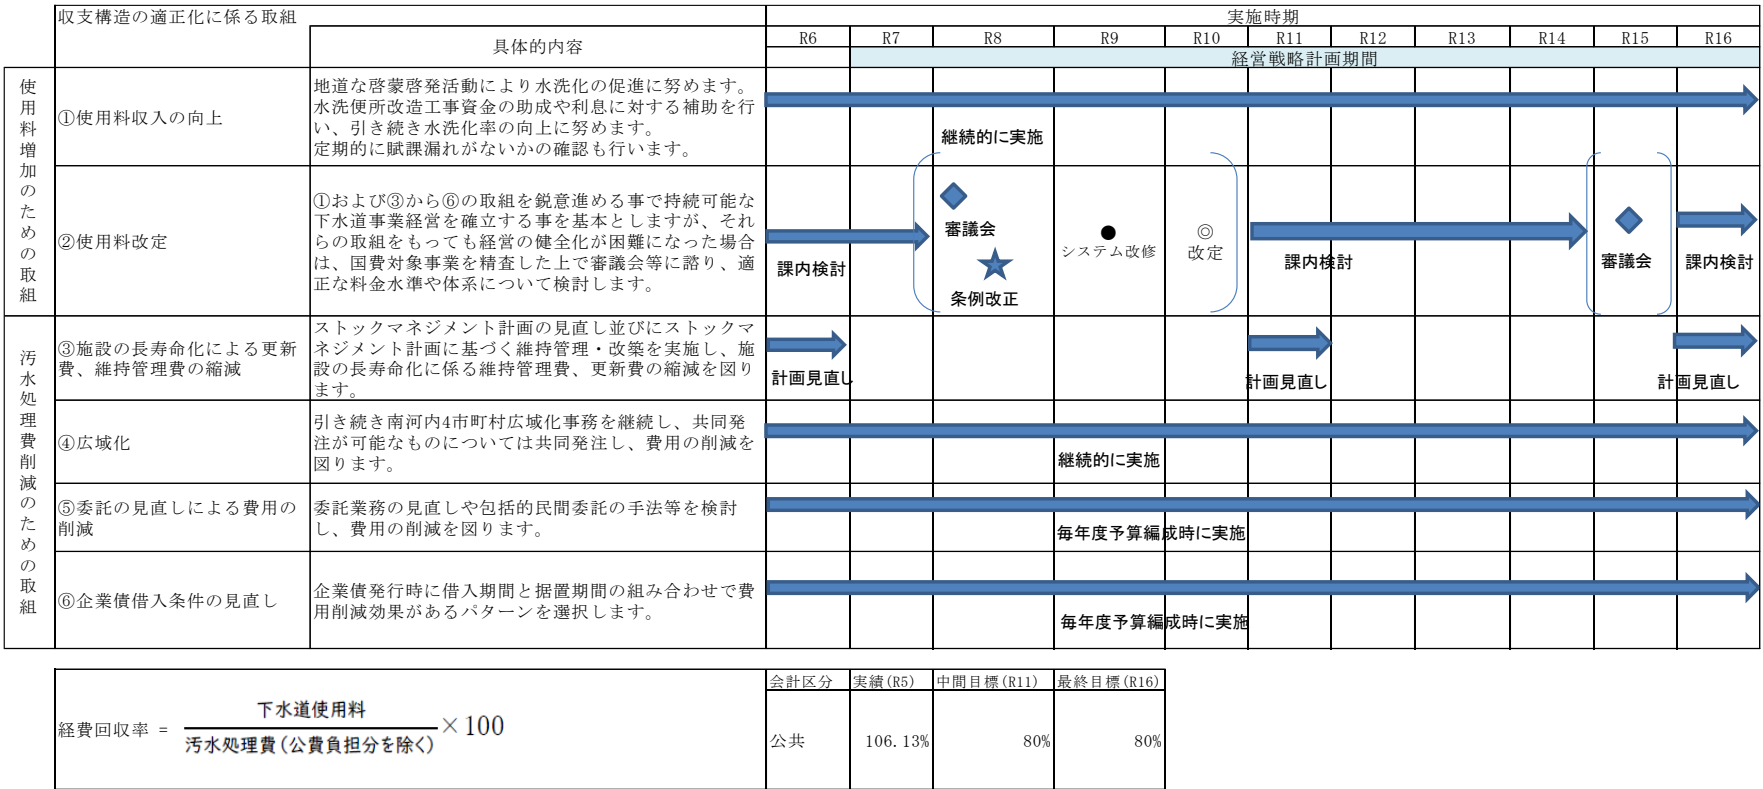 収支構造の適正化に係る取組
実施時期
具体的内容
R6 R7 R8 R9 R10 R11 R12 R13 R14 R15 R16
経営戦略計画期間
使用料増加のための取組
①使用料収入の向上
地道な啓蒙啓発活動により水洗化の促進に努めます。
水洗便所改造工事資金の助成や利息に対する補助を行
い、引き続き水洗化率の向上に努めます。
定期的に賦課漏れがないかの確認も行います。
継続的に実施
②使用料改定
①および③から⑥の取組を鋭意進める事で持続可能な
下水道事業経営を確立する事を基本としますが、それ
らの取組をもっても経営の健全化が困難になった場合
は、国費対象事業を精査した上で審議会等に諮り、適
正な料金水準や体系について検討します。
課内検討
審議会
条例改正
●
システム改修
◎
改定
課内検討
審議会
課内検討
汚水処理費削減のための取組
③施設の長寿命化による更新
費、維持管理費の縮減
ストックマネジメント計画の見直し並びにストックマ
ネジメント計画に基づく維持管理・改築を実施し、施
設の長寿命化に係る維持管理費、更新費の縮減を図り
ます。
計画見直し
計画見直し
計画見直し
④広域化
引き続き南河内4市町村広域化事務を継続し、共同発
注が可能なものについては共同発注し、費用の削減を
図ります。
継続的に実施
⑤委託の見直しによる費用の
削減
委託業務の見直しや包括的民間委託の手法等を検討
し、費用の削減を図ります。
毎年度予算編成時に実施
⑥企業債借入条件の見直し
企業債発行時に借入期間と据置期間の組み合わせで費
用削減効果があるパターンを選択します。
毎年度予算編成時に実施
経費回収率 =
下水道使用料
汚水処理費(公費負担分を除く)
×100
会計区分 実績(R5) 中間目標(R11) 最終目標(R16)
公共 106.13% 80% 80%